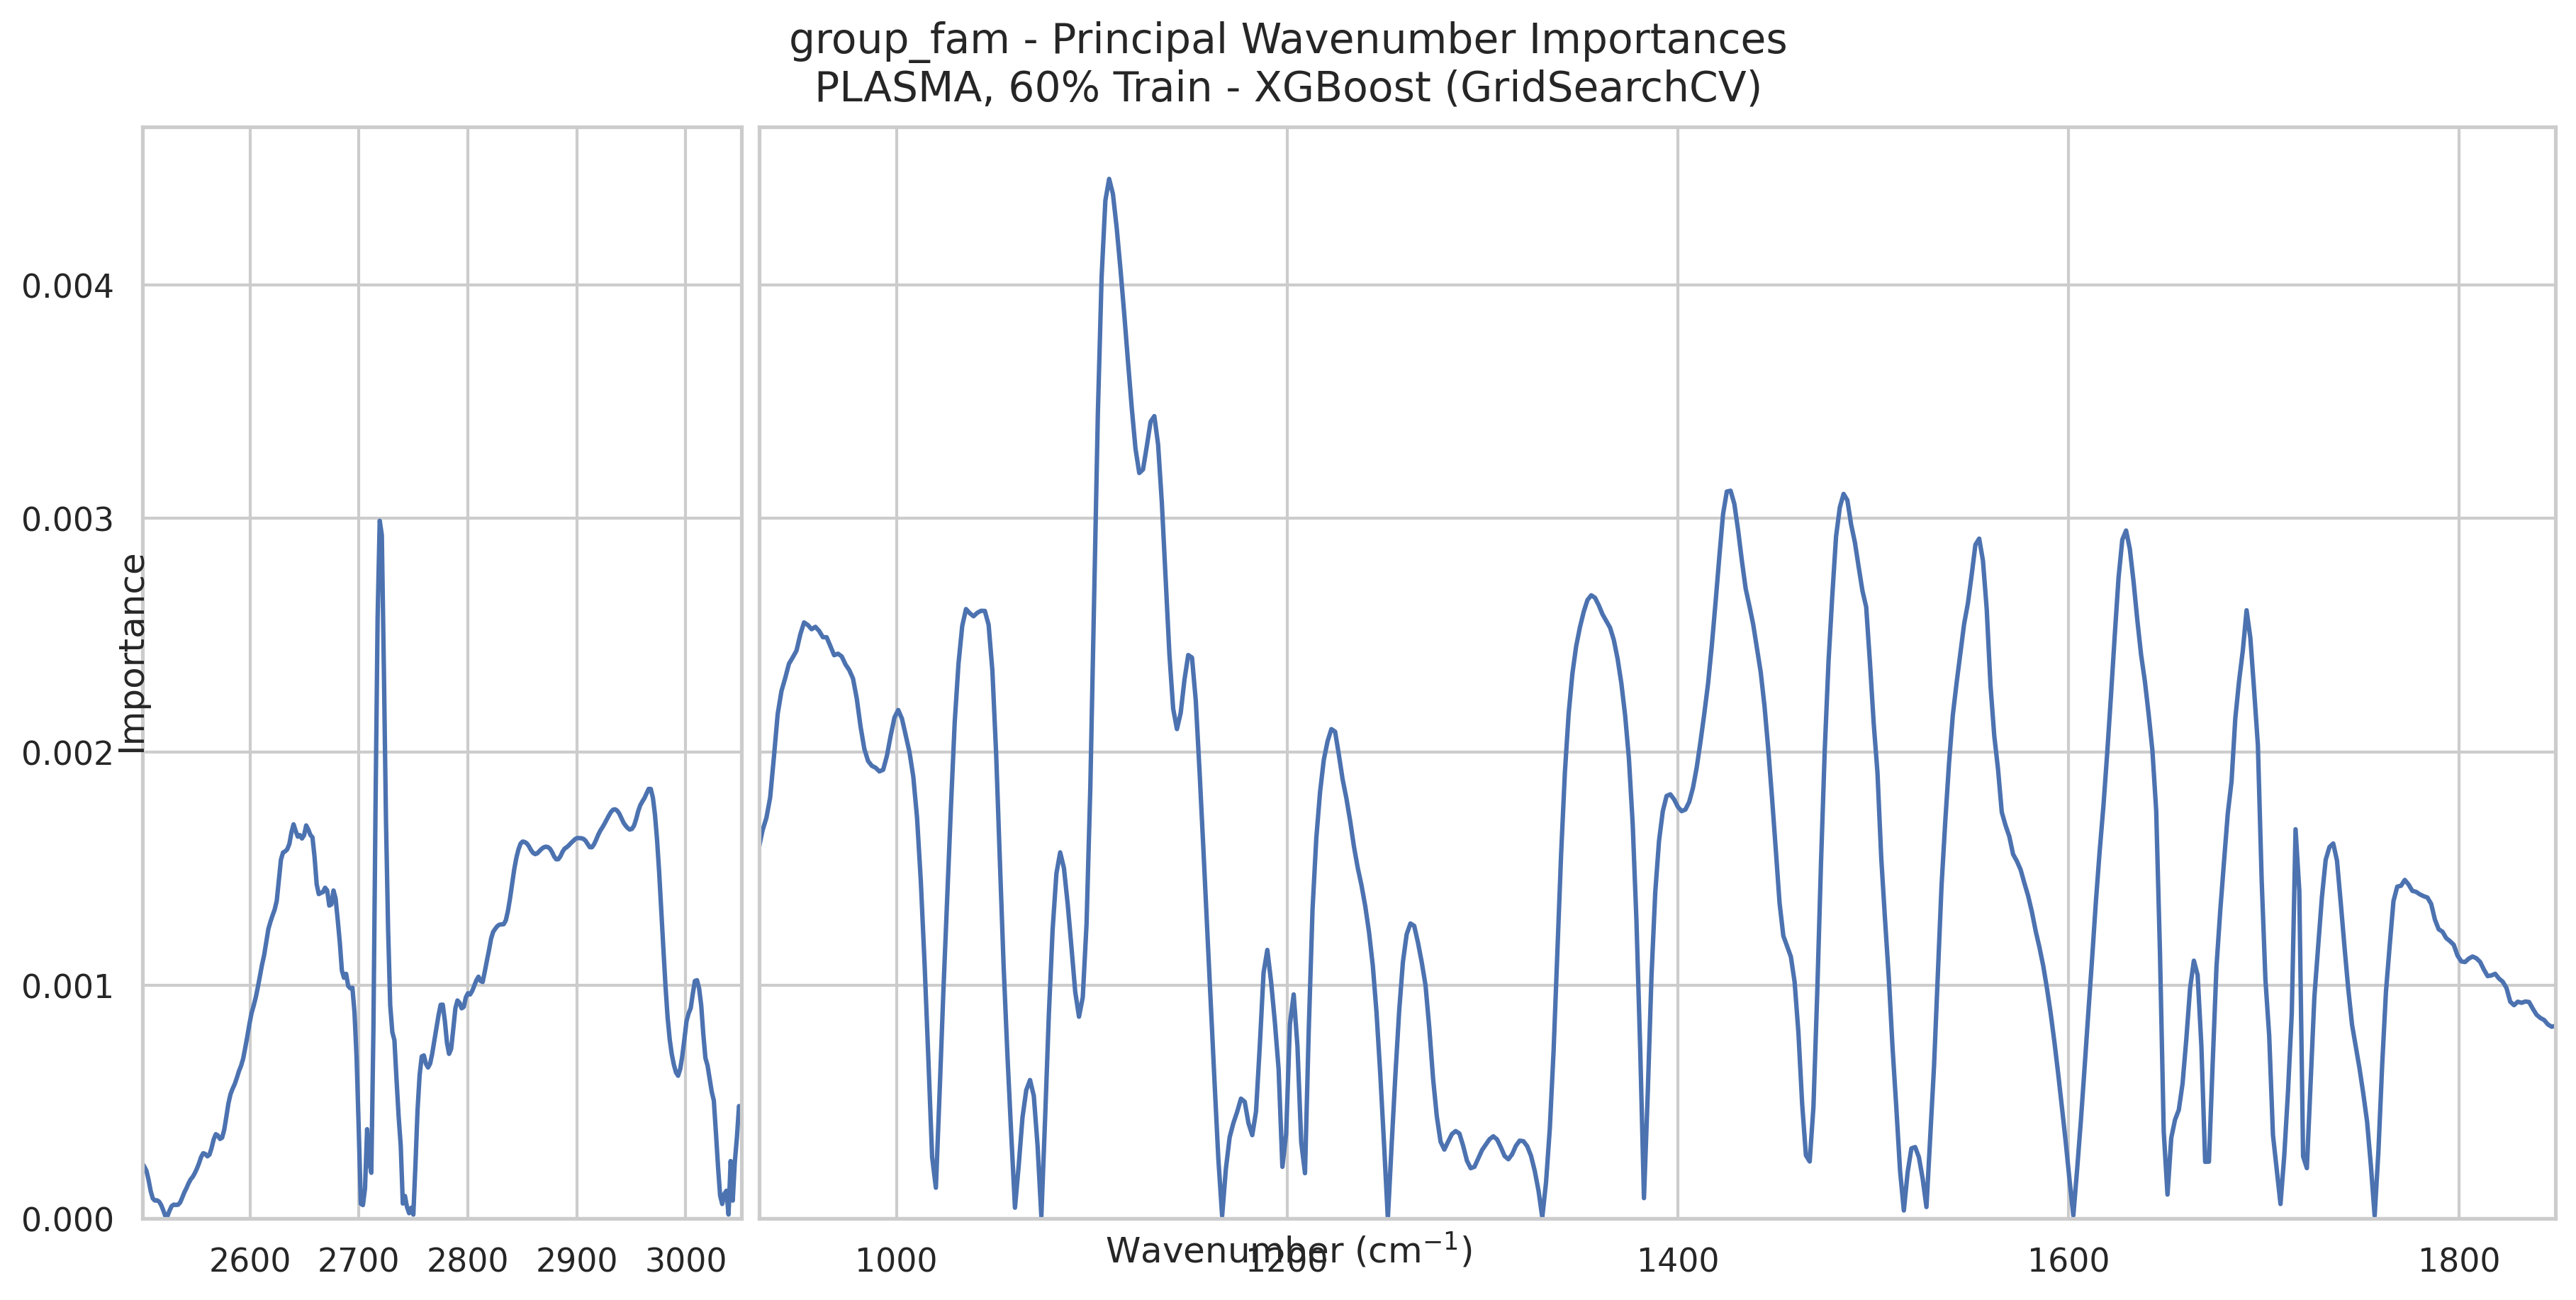 group_fam - Principal Wavenumber Importances
PLASMA, 60% Train - XGBoost (GridSearchCV)
0.004
0.003
0.002
0.001
0.000
Importance
2600 2700 2800 2900 3000 1000 1200 1400 1600 1800
Wavenumber (cm⁻¹)